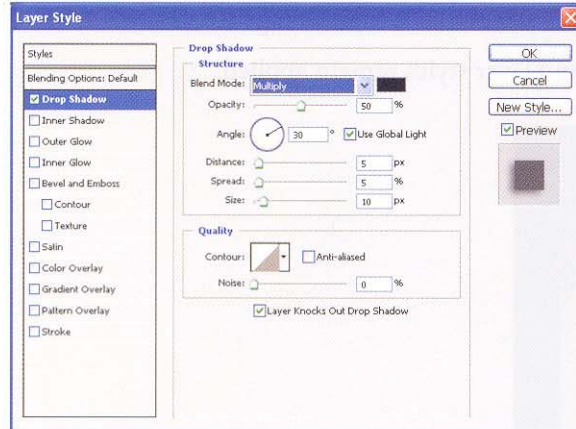 Layer Style
Styles
Blending Options: Default
Drop Shadow
Inner Shadow
Outer Glow
Inner Glow
Bevel and Emboss
Contour
Texture
Satin
Color Overlay
Gradient Overlay
Pattern Overlay
Stroke
Drop Shadow
Structure
Blend Mode: Multiply
Opacity: 50 %
Angle: 30 ° Use Global Light
Distance: 5 px
Spread: 5 %
Size: 10 px
Quality
Contour: Anti-aliased
Noise: 0 %
Layer Knocks Out Drop Shadow
OK
Cancel
New Style...
Preview